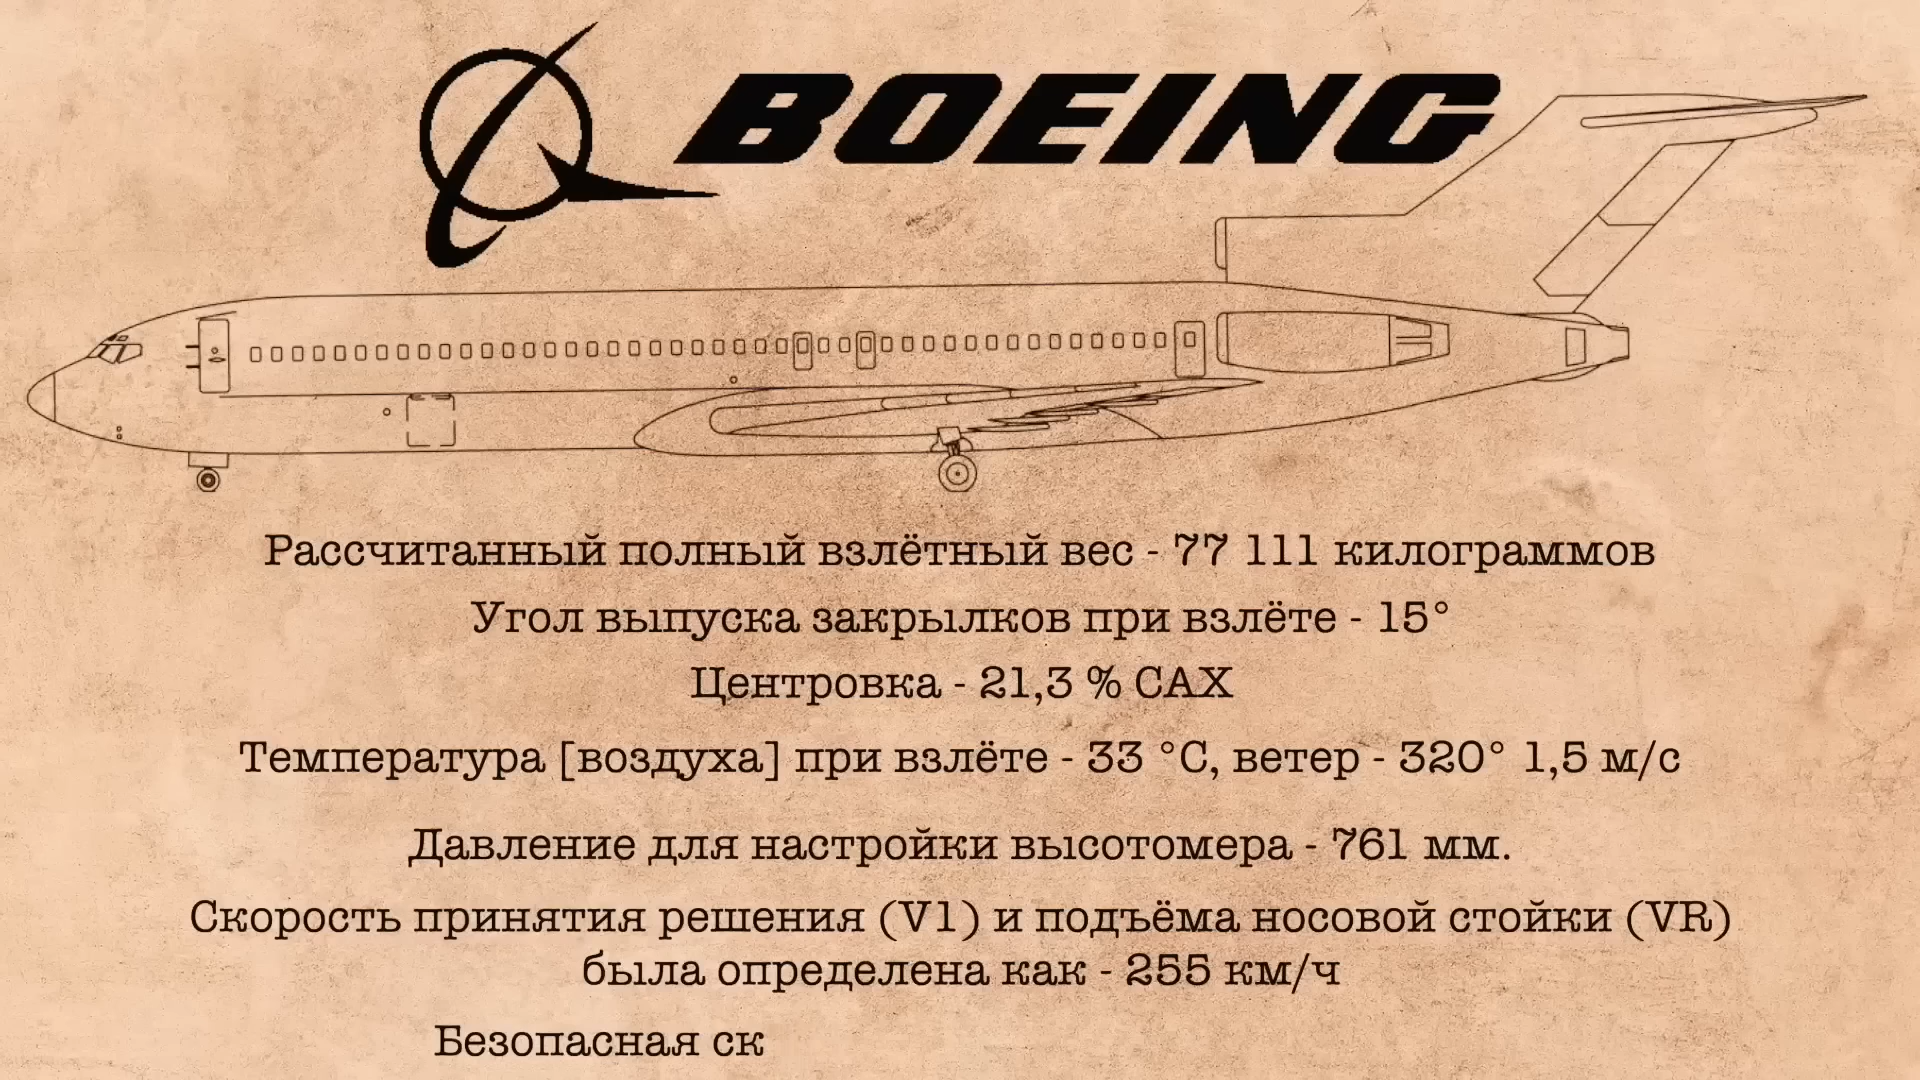 BOEING
Рассчитанный полный взлётный вес - 77 111 килограммов
Угол выпуска закрылков при взлёте - 15°
Центровка - 21,3 % САХ
Температура [воздуха] при взлёте - 33 °C, ветер - 320° 1,5 м/с
Давление для настройки высотомера - 761 мм.
Скорость принятия решения (V1) и подъёма носовой стойки (VR)
была определена как - 255 км/ч
Безопасная ск